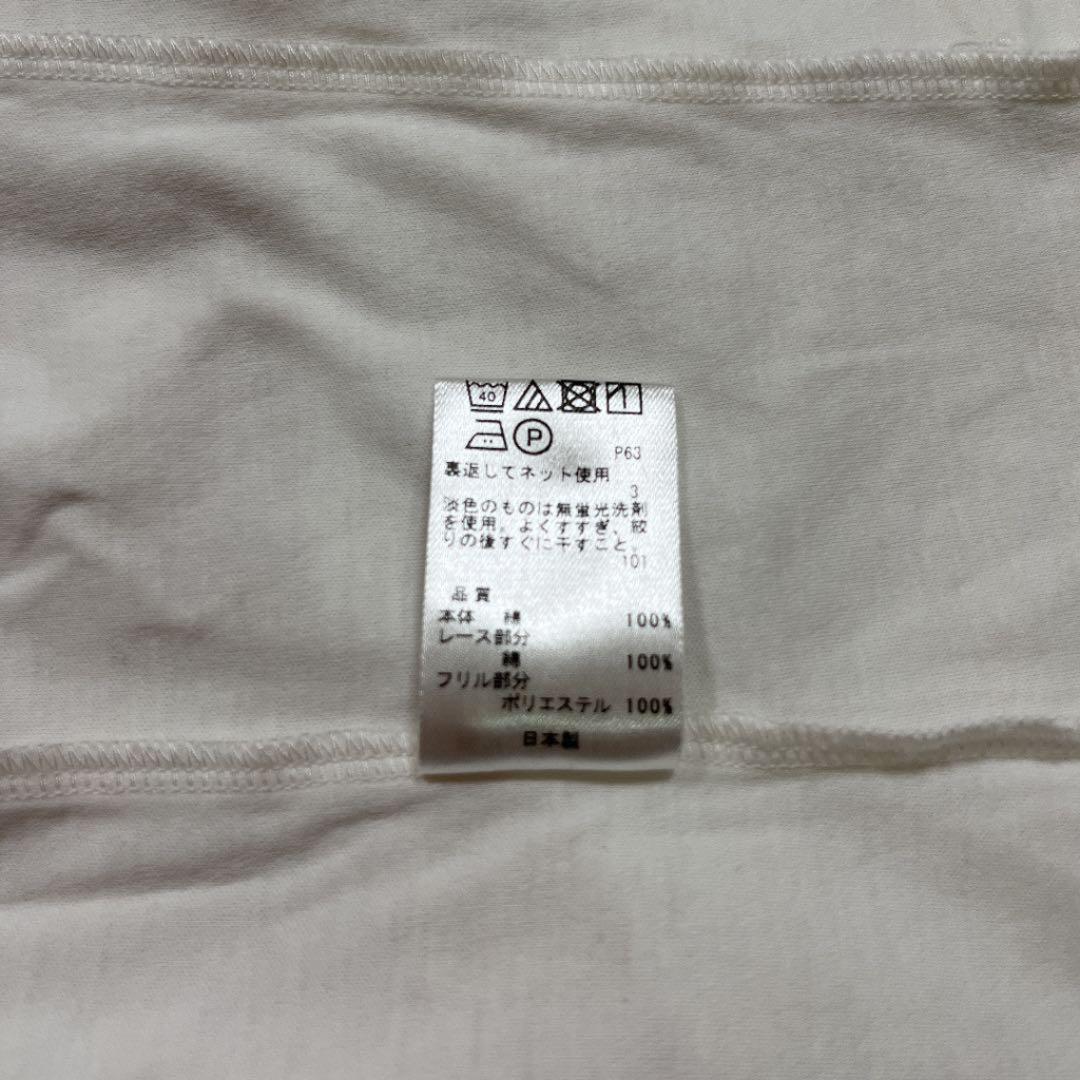 40
P
P63
裏返してネット使用
3
淡色のものは無蛍光洗剤
を使用。よくすすぎ、絞
りの後すぐに干すこと。
101
品質
本体 綿 100%
レース部分
綿 100%
フリル部分
ポリエステル 100%
日本製